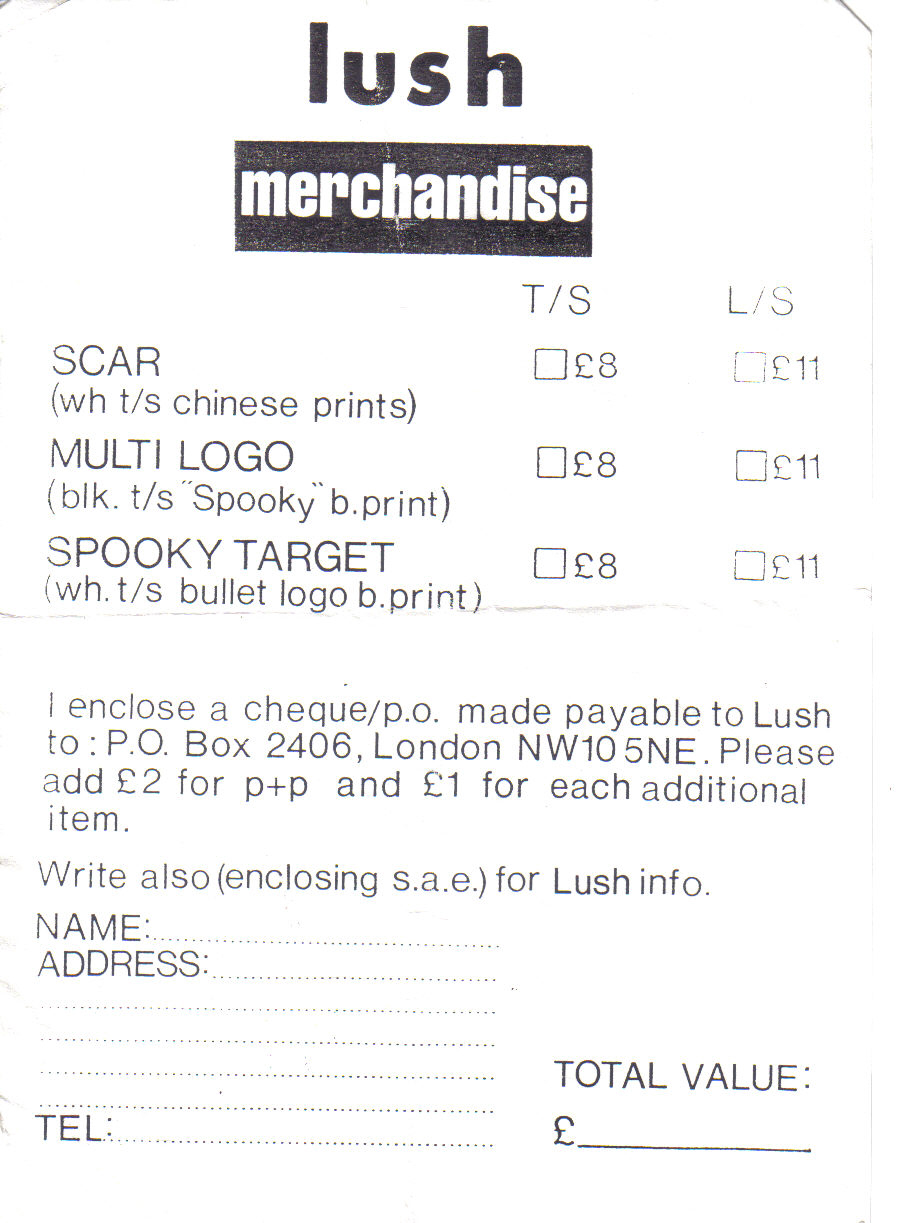 lush
merchandise
T/S L/S
SCAR £8 £11
(wh t/s chinese prints)
MULTI LOGO £8 £11
(blk. t/s "Spooky" b.print)
SPOOKY TARGET £8 £11
(wh. t/s bullet logo b.print)
I enclose a cheque/p.o. made payable to Lush
to : P.O. Box 2406, London NW10 5NE. Please
add £2 for p+p and £1 for each additional
item.
Write also (enclosing s.a.e.) for Lush info.
NAME:
ADDRESS:
TOTAL VALUE:
TEL: £